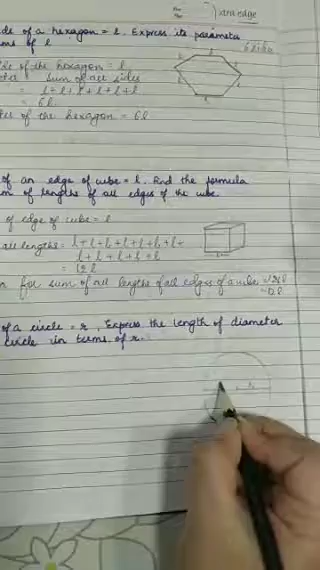 Extra edge
de of a hexagon = l. Express its parameter
ms of l
de of the hexagon = l
Sum of all sides
= l + l + l + l + l + l
= 6l
of the hexagon = 6l
of an edge of cube = l. Find the formula
of lengths of all edges of the cube.
of edge of cube = l
all lengths = l + l + l + l + l + l +
l + l + l + l
= 12l
for sum of all lengths of all edges of a cube
of a circle = r, Express the length of diameter
circle in terms of r.